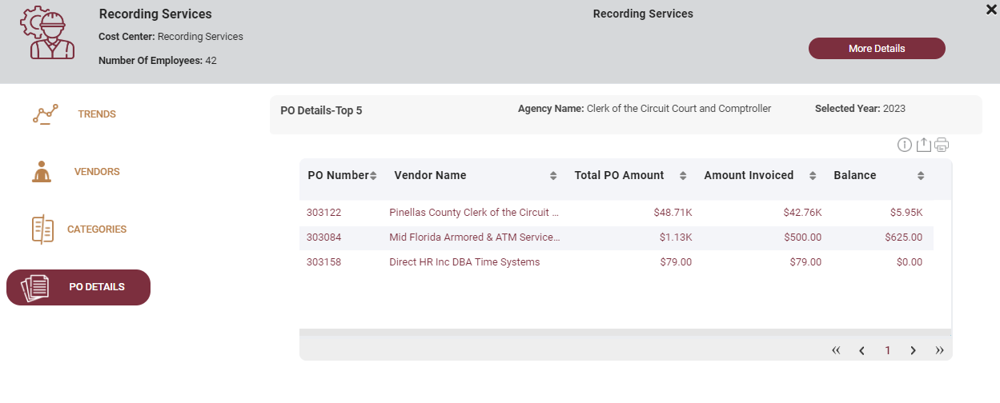 Recording Services
Cost Center: Recording Services
Number Of Employees: 42
Recording Services
More Details
TRENDS
VENDORS
CATEGORIES
PO DETAILS
PO Details-Top 5
Agency Name: Clerk of the Circuit Court and Comptroller
Selected Year: 2023
PO Number Vendor Name Total PO Amount Amount Invoiced Balance
303122 Pinellas County Clerk of the Circuit ... $48.71K $42.76K $5.95K
303084 Mid Florida Armored & ATM Service... $1.13K $500.00 $625.00
303158 Direct HR Inc DBA Time Systems $79.00 $79.00 $0.00
1